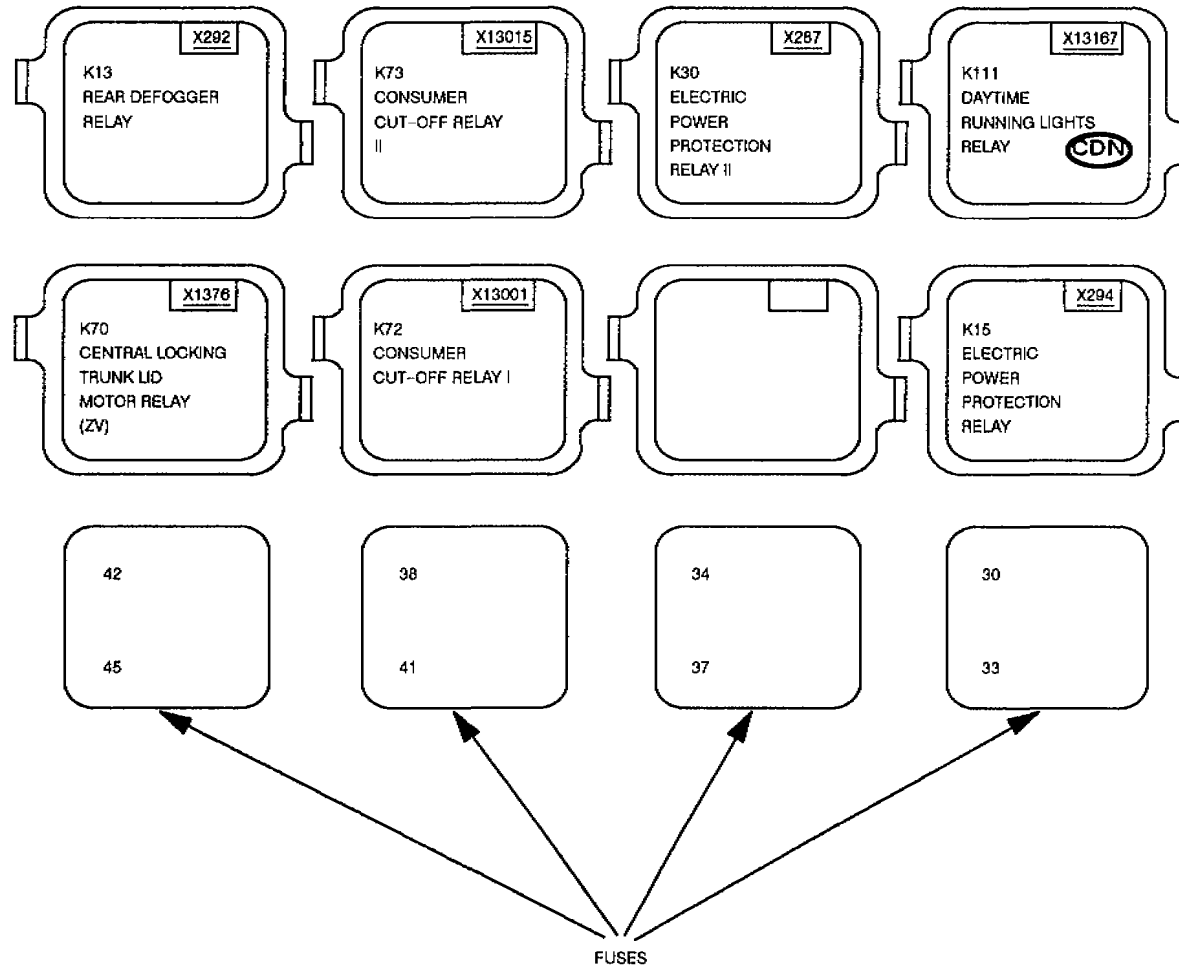 X292
K13
REAR DEFOGGER
RELAY
X13015
K73
CONSUMER
CUT-OFF RELAY
II
X287
K30
ELECTRIC
POWER
PROTECTION
RELAY II
X13167
K111
DAYTIME
RUNNING LIGHTS
RELAY
CDN
X1376
K70
CENTRAL LOCKING
TRUNK LID
MOTOR RELAY
(ZV)
X13001
K72
CONSUMER
CUT-OFF RELAY I
X294
K15
ELECTRIC
POWER
PROTECTION
RELAY
42
45
38
41
34
37
30
33
FUSES